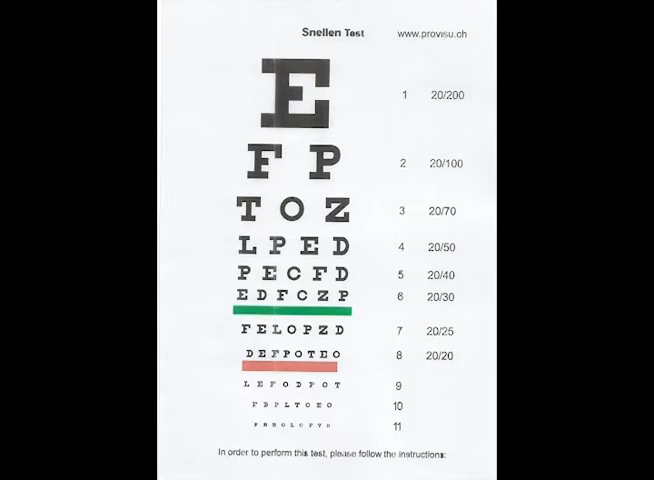 Snellen Test www.provisu.ch
E 1 20/200
F P 2 20/100
T O Z 3 20/70
L P E D 4 20/50
P E C F D 5 20/40
E D F C Z P 6 20/30
F E L O P Z D 7 20/25
D E F P O T E O 8 20/20
L E F O D P O T 9
F D P L T C E O 10
11
In order to perform this test, please follow the instructions: